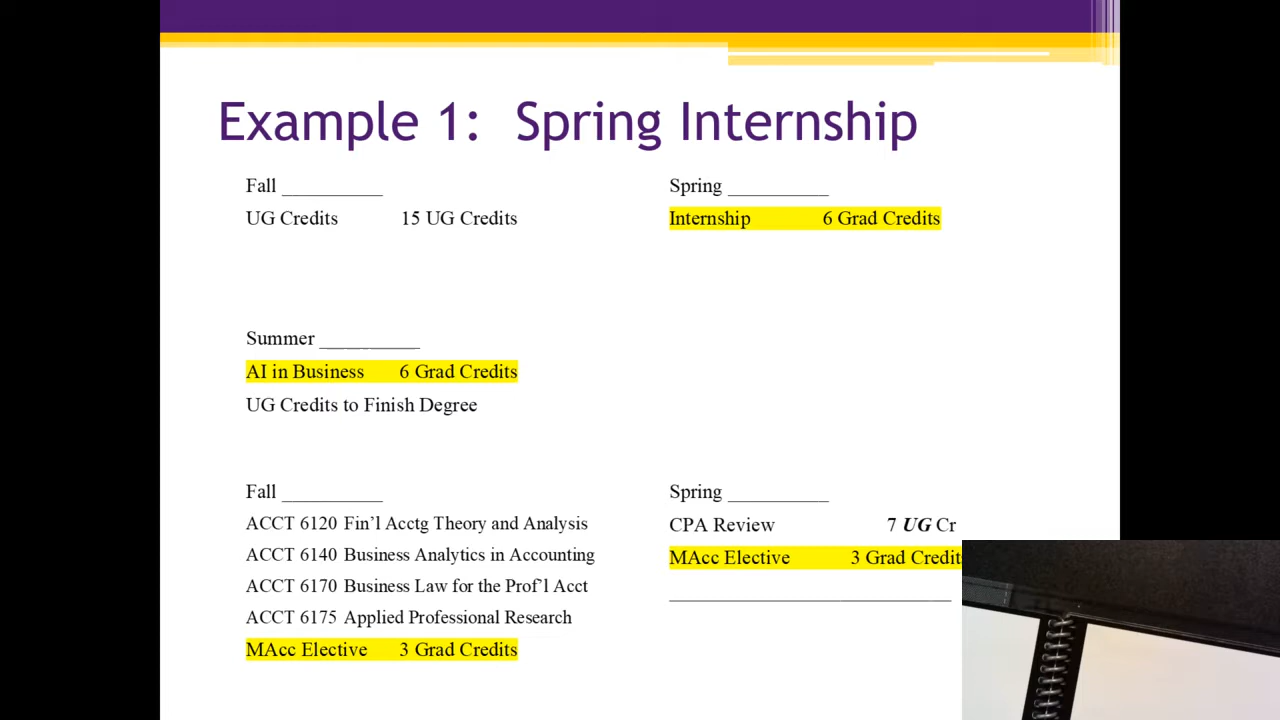 Example 1: Spring Internship
Fall __________
UG Credits 15 UG Credits
Spring __________
Internship 6 Grad Credits
Summer __________
AI in Business 6 Grad Credits
UG Credits to Finish Degree
Fall __________
ACCT 6120 Fin’l Acctg Theory and Analysis
ACCT 6140 Business Analytics in Accounting
ACCT 6170 Business Law for the Prof’l Acct
ACCT 6175 Applied Professional Research
MAcc Elective 3 Grad Credits
Spring __________
CPA Review 7 UG Cr
MAcc Elective 3 Grad Credits
____________________________